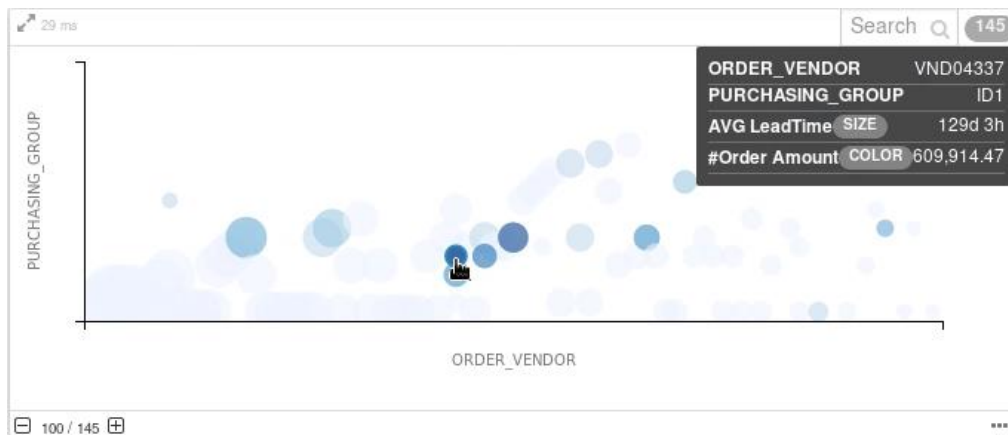 29 ms
Search
145
ORDER_VENDOR VND04337
PURCHASING_GROUP ID1
AVG LeadTime SIZE 129d 3h
#Order Amount COLOR 609,914.47
PURCHASING_GROUP
ORDER_VENDOR
100 / 145